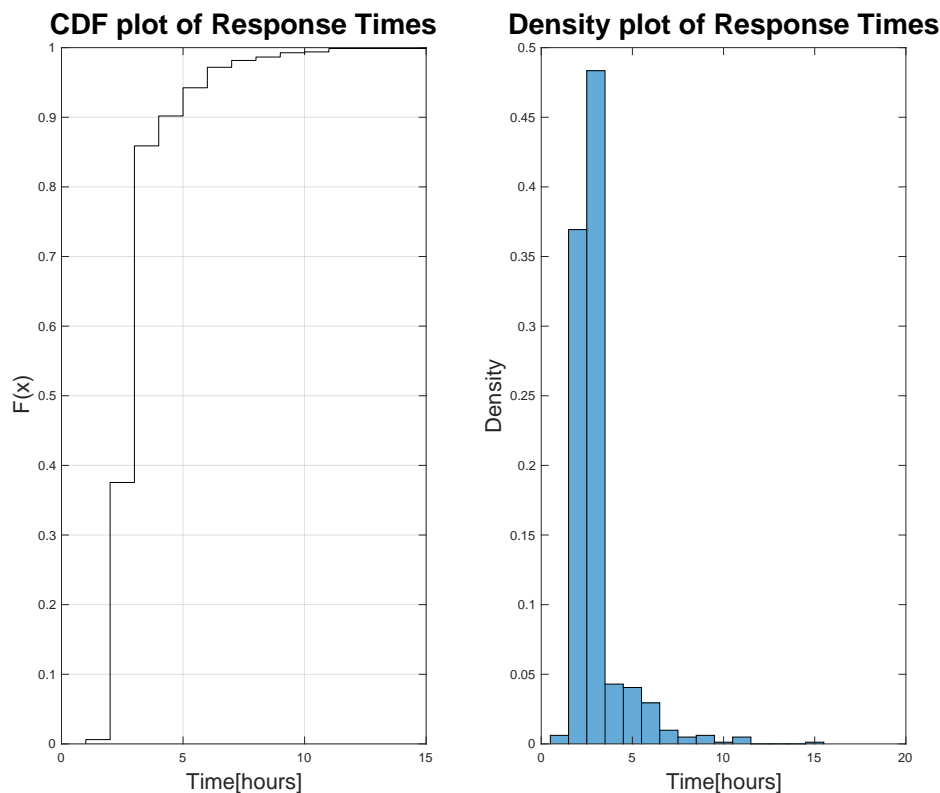 CDF plot of Response Times
1
0.9
0.8
0.7
0.6
0.5
0.4
0.3
0.2
0.1
0
F(x)
0 5 10 15
Time[hours]
Density plot of Response Times
0.5
0.45
0.4
0.35
0.3
0.25
0.2
0.15
0.1
0.05
0
Density
0 5 10 15 20
Time[hours]